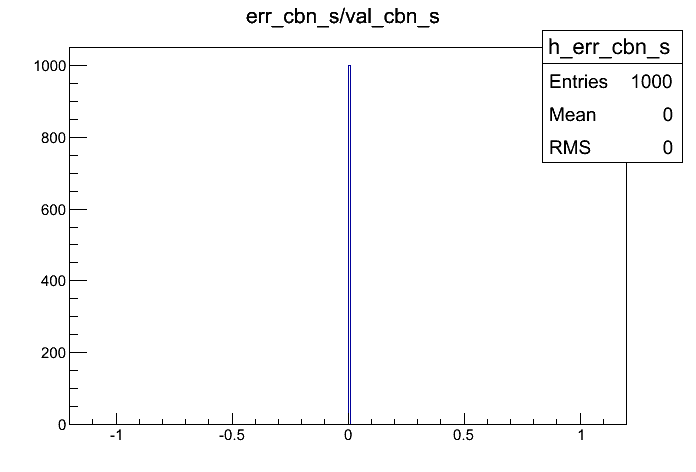 err_cbn_s/val_cbn_s
h_err_cbn_s
Entries 1000
Mean 0
RMS 0
1000
800
600
400
200
0
-1 -0.5 0 0.5 1